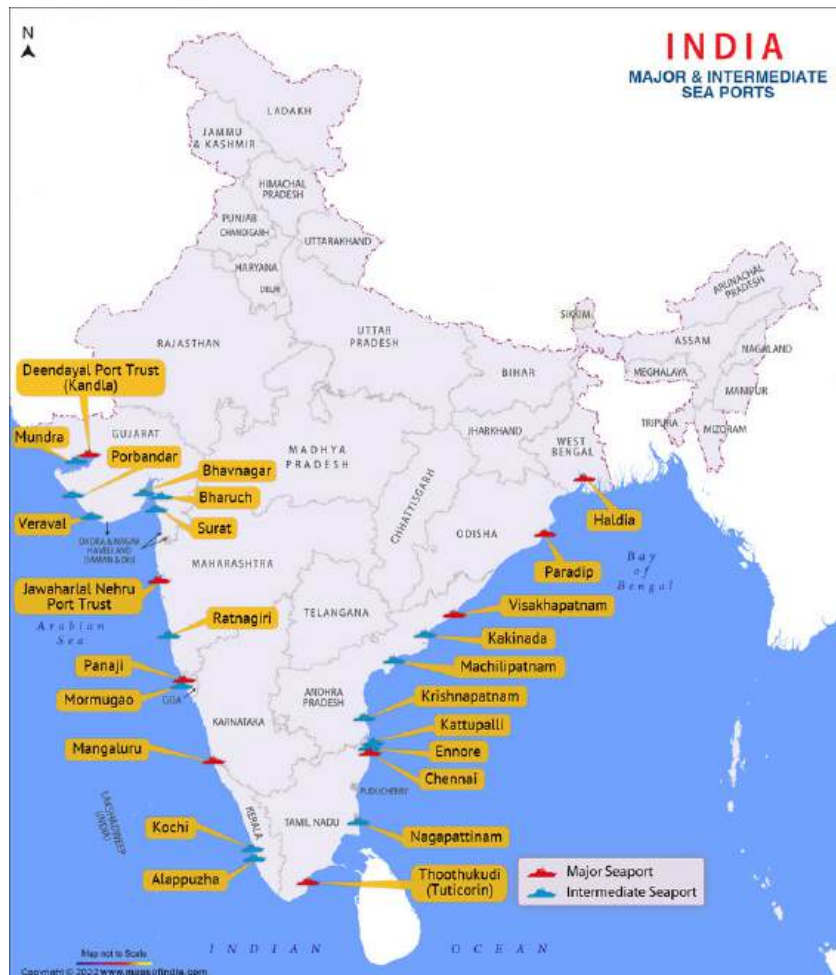 N
INDIA
MAJOR & INTERMEDIATE
SEA PORTS
LADAKH
JAMMU
& KASHMIR
HIMACHAL
PRADESH
PUNJAB
CHANDIGARH
UTTARAKHAND
HARYANA
DELHI
ARUNACHAL
PRADESH
SIKKIM
RAJASTHAN
UTTAR
PRADESH
ASSAM
NAGALAND
BIHAR
MEGHALAYA
MANIPUR
Deendayal Port Trust
(Kandla)
TRIPURA
MIZORAM
GUJARAT
Mundra
JHARKHAND
WEST
BENGAL
MADHYA
PRADESH
Porbandar
Bhavnagar
CHHATTISGARH
Bharuch
Haldia
Veraval
Surat
ODISHA
DADRA & NAGAR
HAVELI AND
DAMAN & DIU
MAHARASHTRA
Paradip
Bay
of
Bengal
Jawaharlal Nehru
Port Trust
TELANGANA
Visakhapatnam
Arabian
Sea
Ratnagiri
Kakinada
Machilipatnam
Panaji
Mormugao
GOA
ANDHRA
PRADESH
Krishnapatnam
KARNATAKA
Kattupalli
Mangaluru
Ennore
Chennai
PUDUCHERRY
LAKSHADWEEP
(INDIA)
KERALA
TAMIL NADU
Kochi
Nagapattinam
Alappuzha
Thoothukudi
(Tuticorin)
Major Seaport
Intermediate Seaport
INDIAN OCEAN
Map not to Scale
Copyright © 2022 www.mapsofindia.com